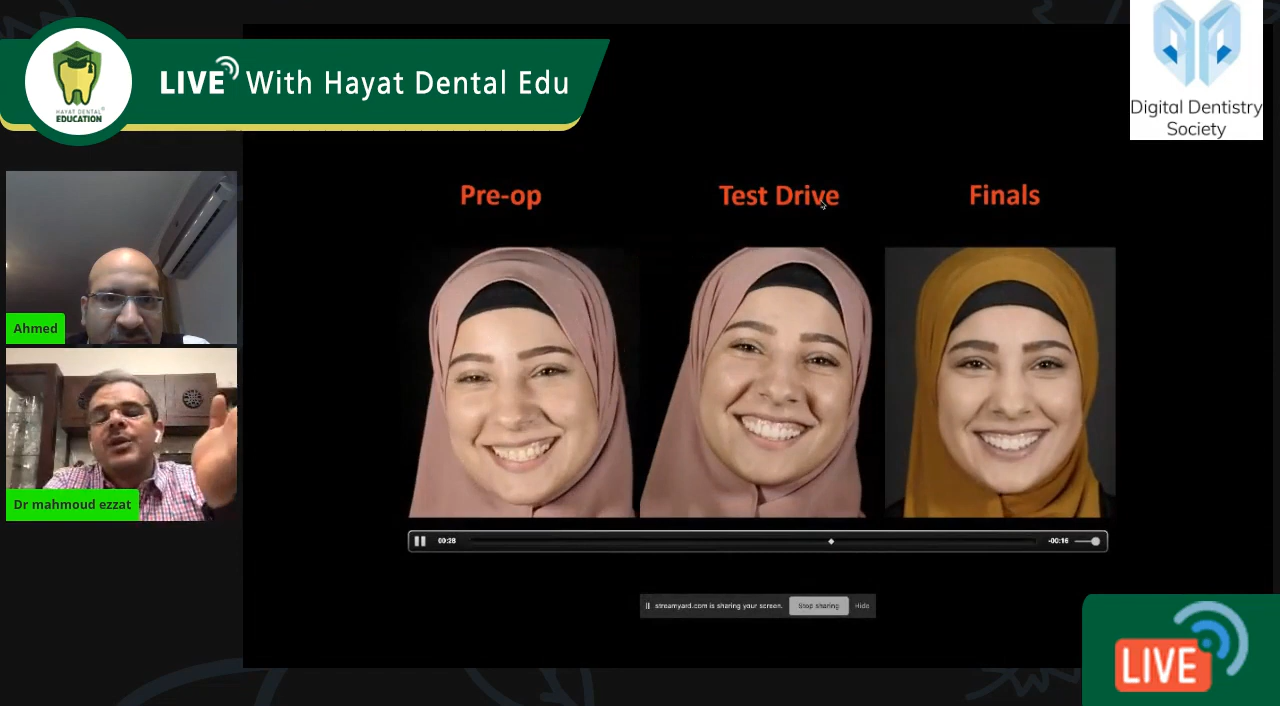 HAYAT DENTAL
EDUCATION
LIVE With Hayat Dental Edu
Digital Dentistry
Society
Pre-op
Test Drive
Finals
Ahmed
Dr mahmoud ezzat
00:28
-00:16
streamyard.com is sharing your screen.
Stop sharing
Hide
LIVE